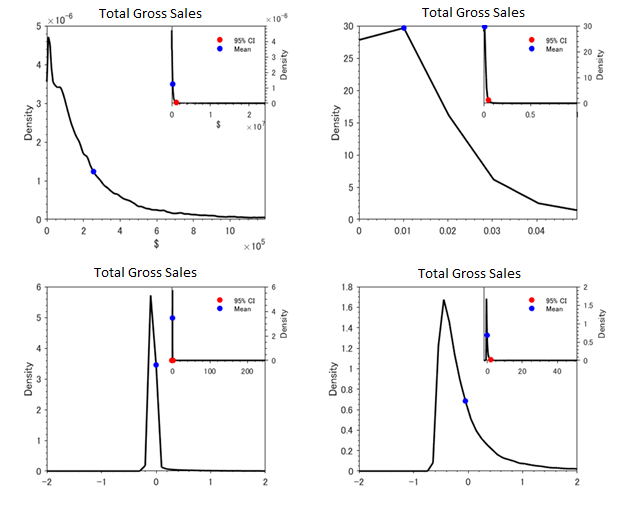 Total Gross Sales
5 ×10⁻⁶
×10⁻⁶
4
3
2
1
0
Density
95% CI
Mean
4
3
2
1
0
Density
0 1 2
$ ×10⁷
0 2 4 6 8 10
$ ×10⁵
Total Gross Sales
30
25
20
15
10
5
0
Density
95% CI
Mean
30
20
10
0
Density
0 0.5 1
0 0.01 0.02 0.03 0.04
Total Gross Sales
6
5
4
3
2
1
0
Density
95% CI
Mean
6
4
2
0
Density
0 100 200
−2 −1 0 1 2
Total Gross Sales
1.8
1.6
1.4
1.2
1
0.8
0.6
0.4
0.2
0
Density
95% CI
Mean
2
1.5
1
0.5
0
Density
0 20 40
−2 −1 0 1 2